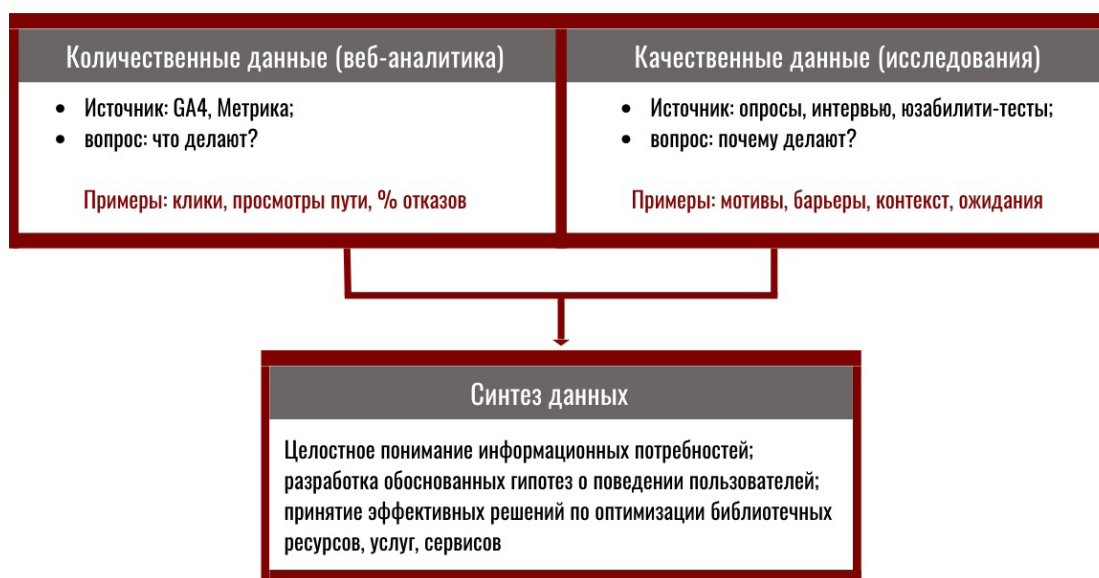 Количественные данные (веб-аналитика)
• Источник: GA4, Метрика;
• вопрос: что делают?
Примеры: клики, просмотры пути, % отказов
Качественные данные (исследования)
• Источник: опросы, интервью, юзабилити-тесты;
• вопрос: почему делают?
Примеры: мотивы, барьеры, контекст, ожидания
Синтез данных
Целостное понимание информационных потребностей;
разработка обоснованных гипотез о поведении пользователей;
принятие эффективных решений по оптимизации библиотечных
ресурсов, услуг, сервисов